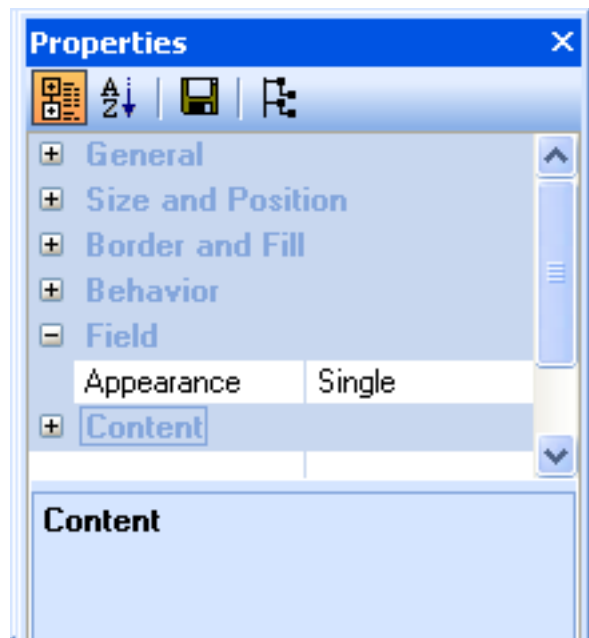 Properties
A
Z
General
Size and Position
Border and Fill
Behavior
Field
Appearance Single
Content
Content